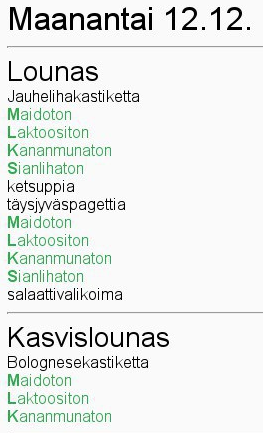 Maanantai 12.12.
Lounas
Jauhelihakastiketta
Maidoton
Laktoositon
Kananmunaton
Sianlihaton
ketsuppia
täysjyväspagettia
Maidoton
Laktoositon
Kananmunaton
Sianlihaton
salaattivalikoima
Kasvislounas
Bolognesekastiketta
Maidoton
Laktoositon
Kananmunaton